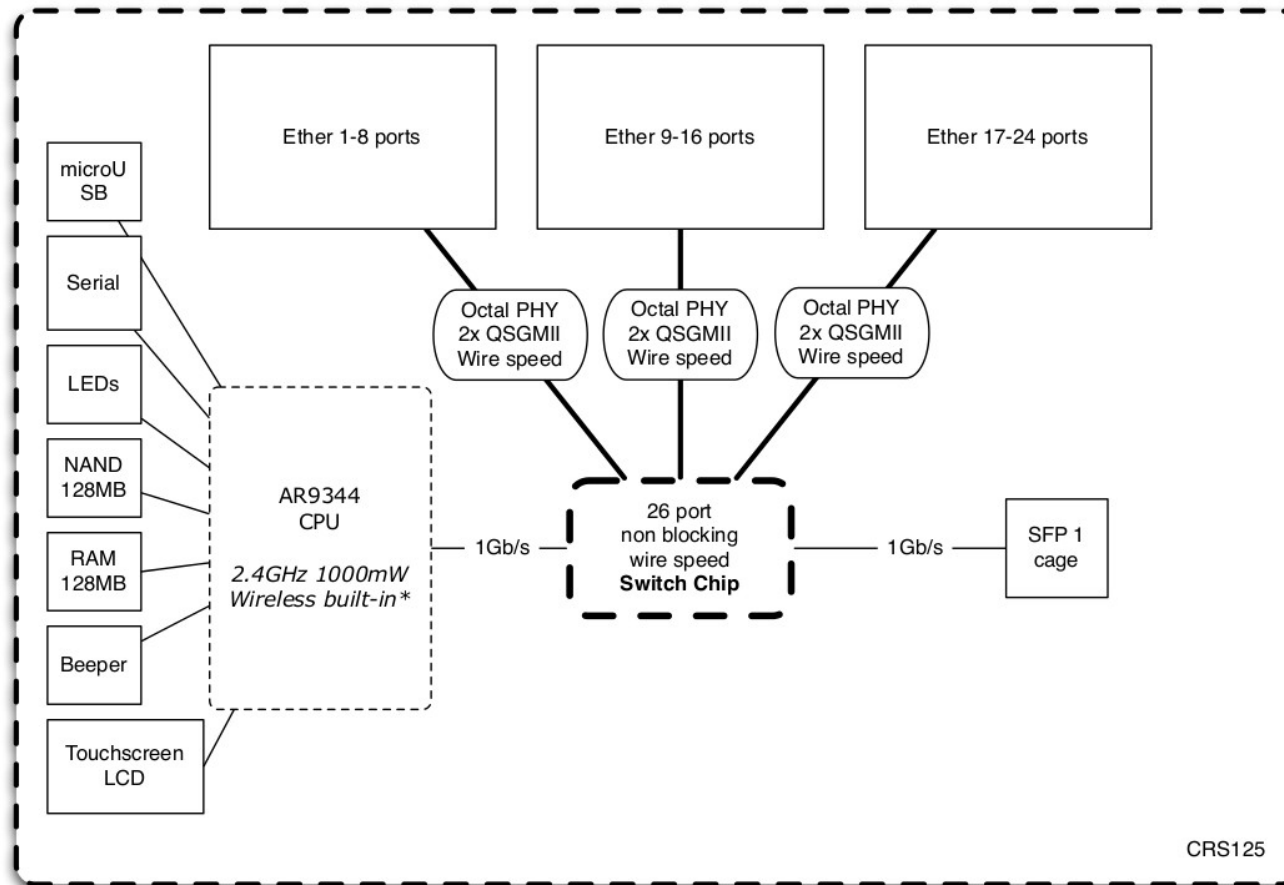 Ether 1-8 ports
Ether 9-16 ports
Ether 17-24 ports
microU
SB
Serial
LEDs
NAND
128MB
RAM
128MB
Beeper
Touchscreen
LCD
Octal PHY
2x QSGMII
Wire speed
Octal PHY
2x QSGMII
Wire speed
Octal PHY
2x QSGMII
Wire speed
AR9344
CPU
2.4GHz 1000mW
Wireless built-in*
1Gb/s
26 port
non blocking
wire speed
Switch Chip
1Gb/s
SFP 1
cage
CRS125